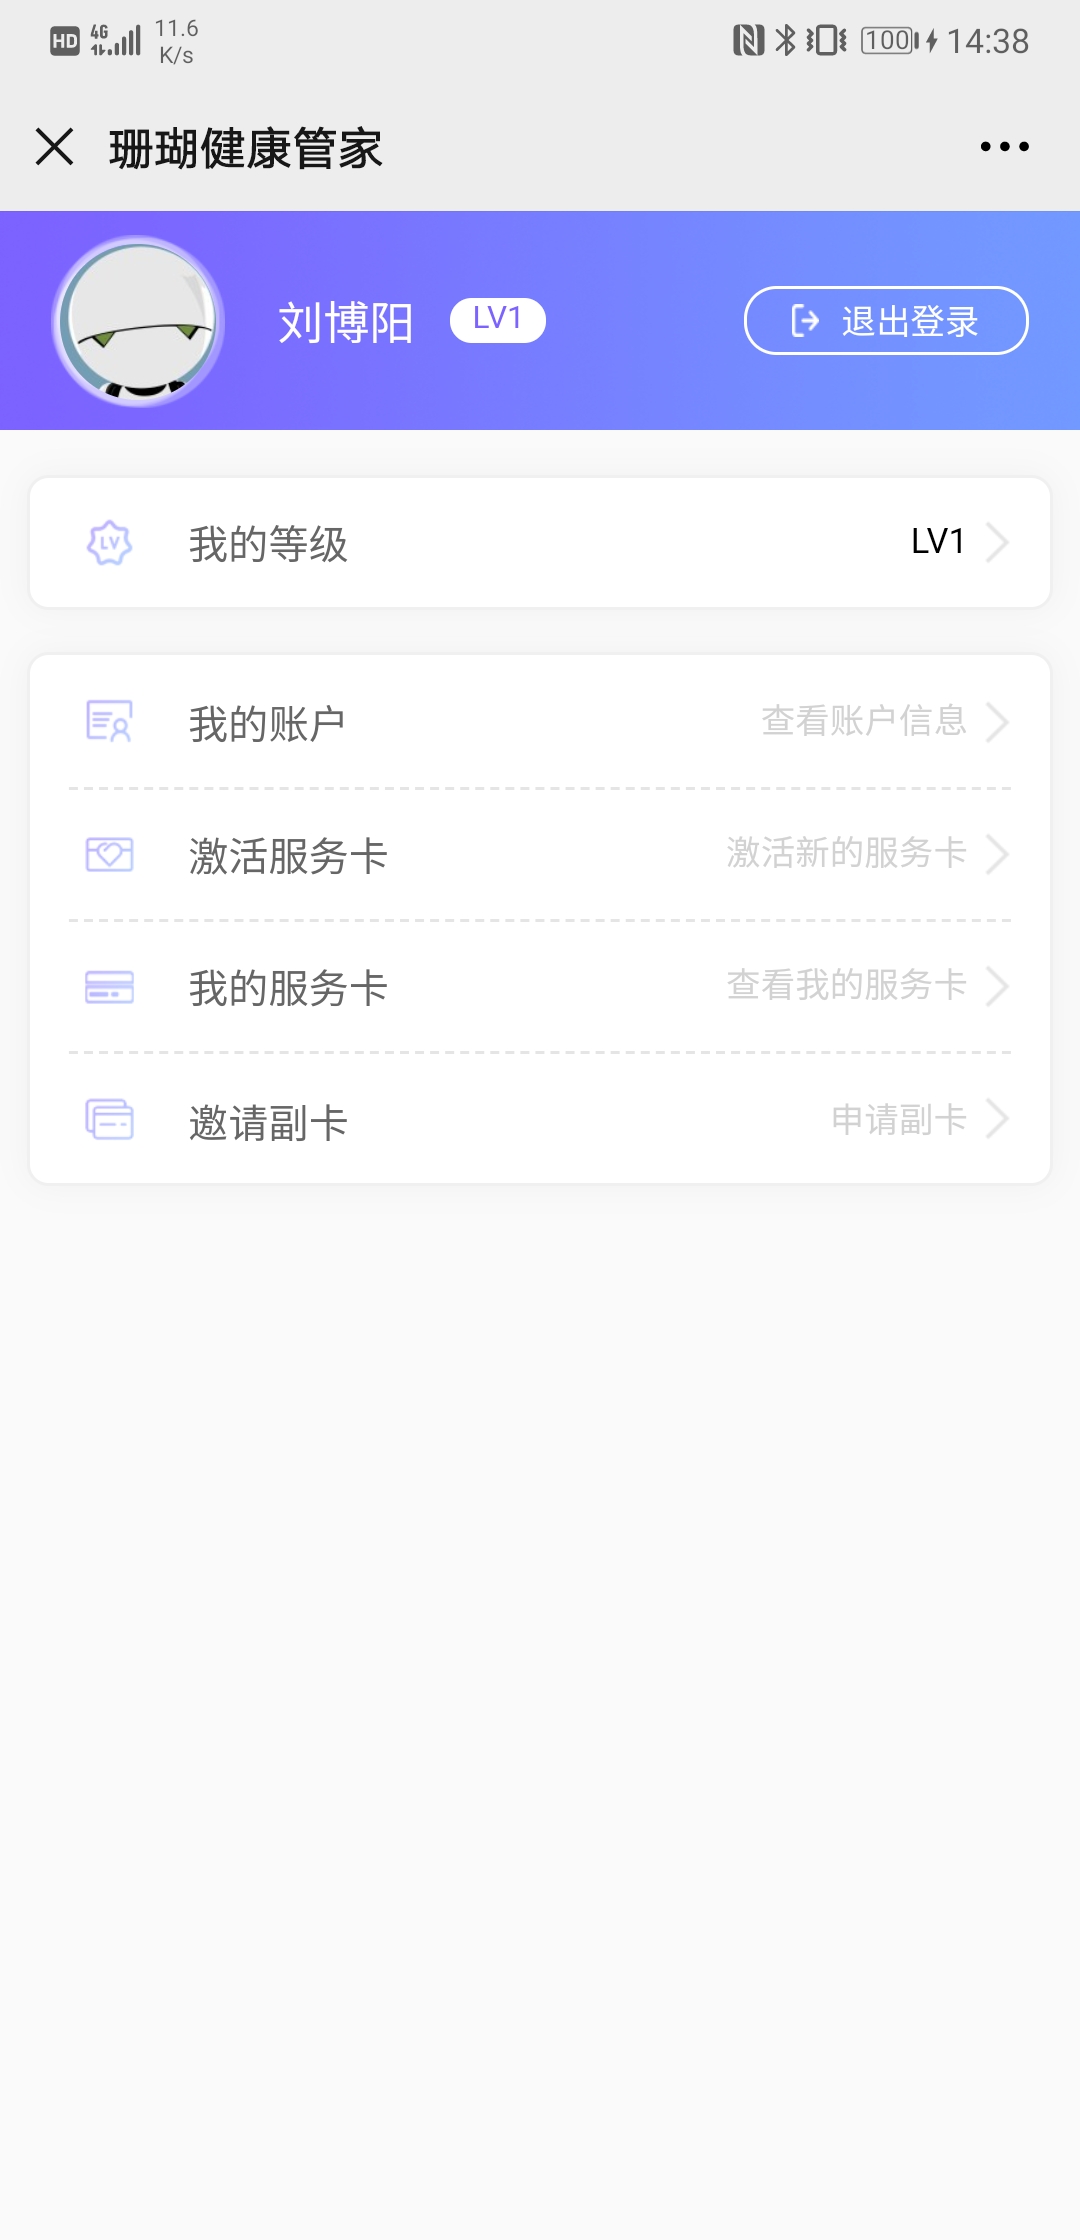 HD 4G 11.6 K/s 100 14:38
珊瑚健康管家
刘博阳 LV1 退出登录
LV 我的等级 LV1
我的账户 查看账户信息
激活服务卡 激活新的服务卡
我的服务卡 查看我的服务卡
邀请副卡 申请副卡